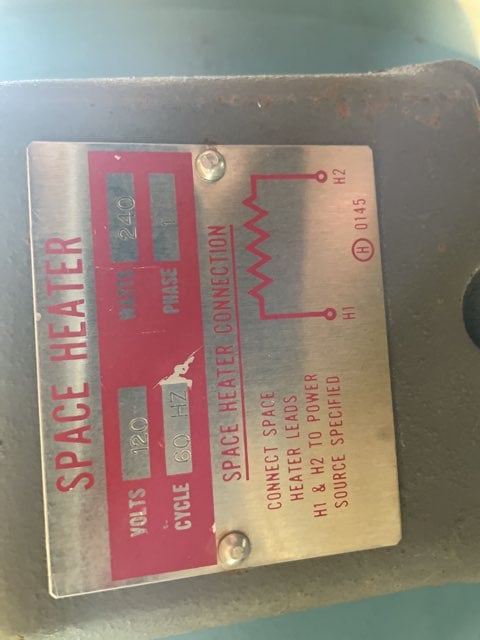 SPACE HEATER
VOLTS 120 WATTS 240
CYCLE 60 HZ PHASE 1
SPACE HEATER CONNECTION
CONNECT SPACE
HEATER LEADS
H1 & H2 TO POWER
SOURCE SPECIFIED
H1 H2
H 0145